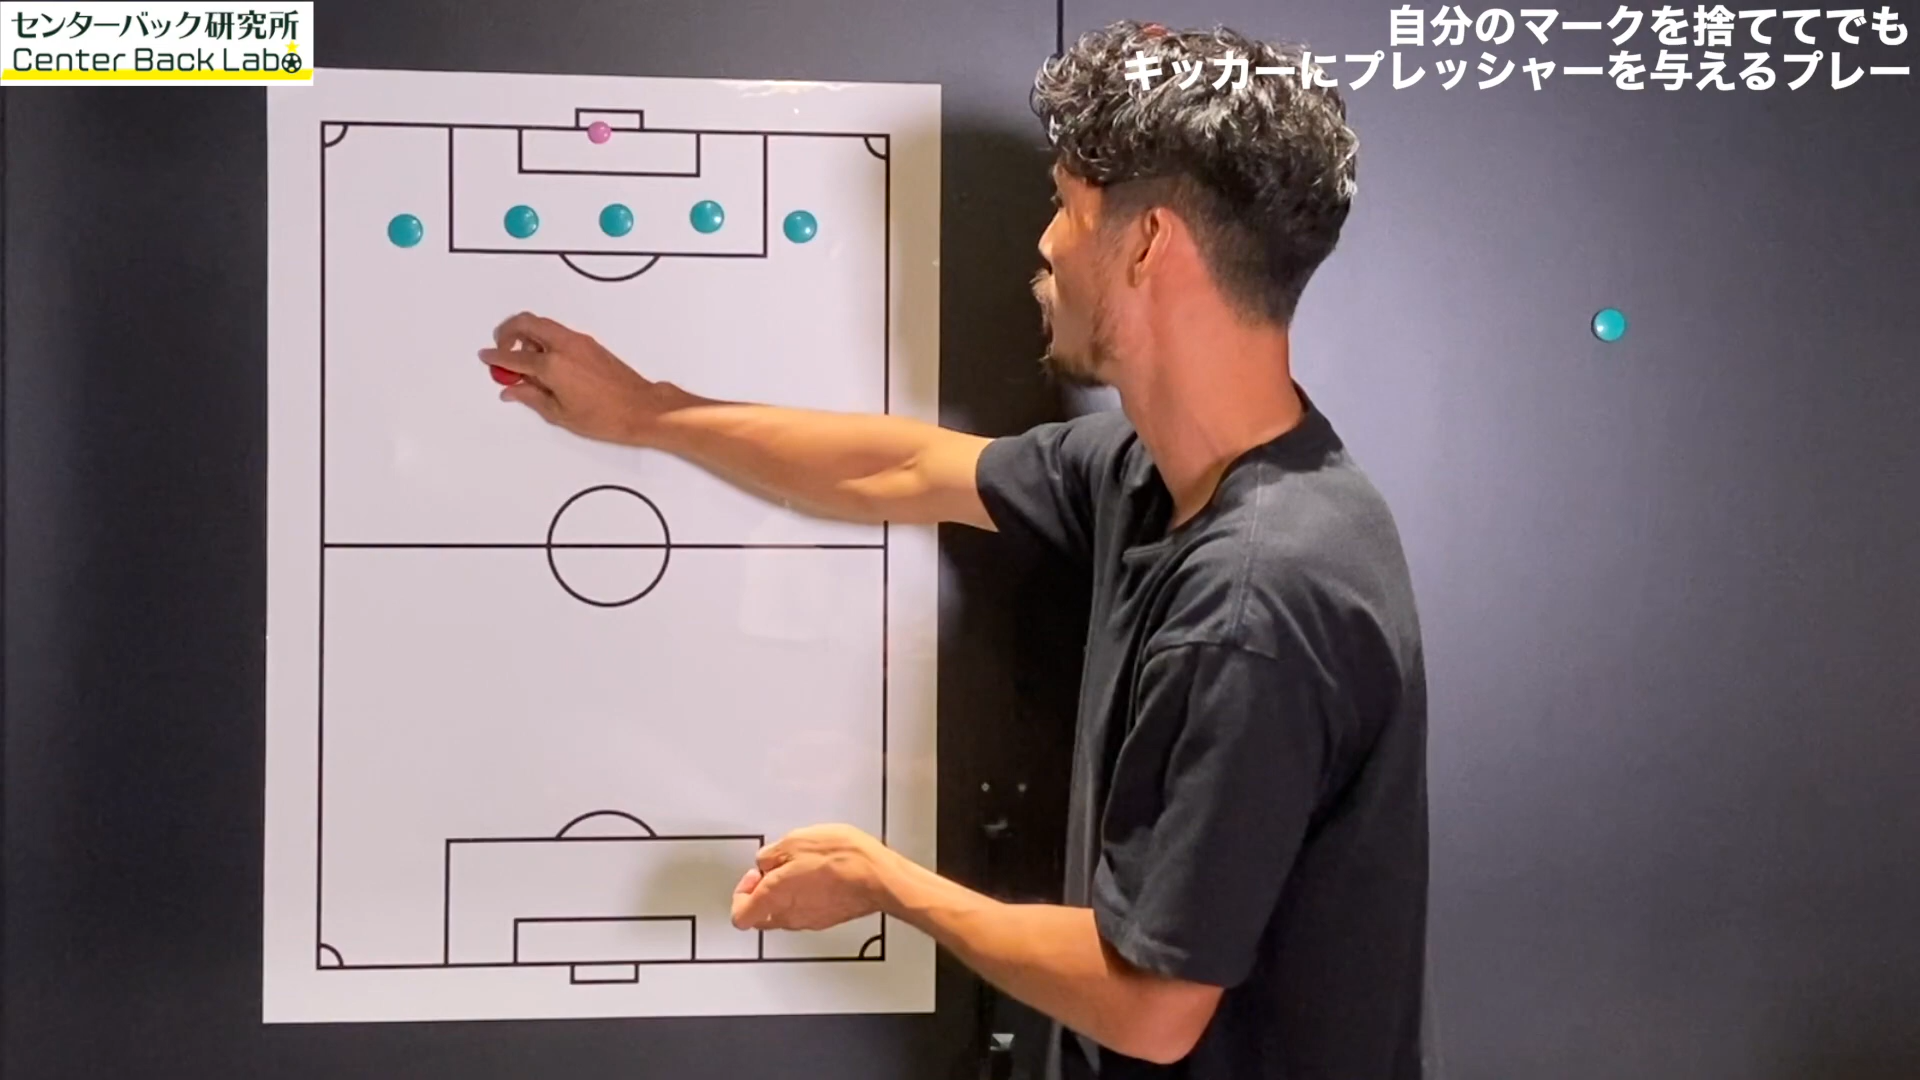 センターバック研究所
Center Back Labo
自分のマークを捨ててでも
キッカーにプレッシャーを与えるプレー